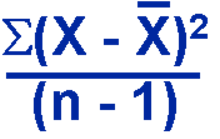 Σ(X - X̄)²
(n - 1)